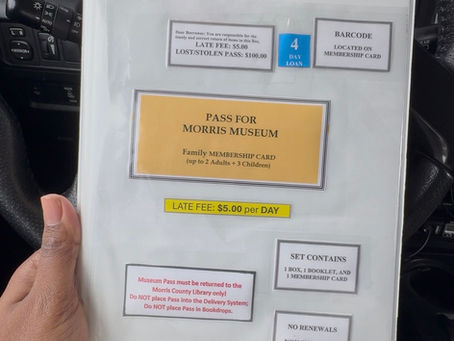 Dear Borrower: You are responsible for the
timely and correct return of items in this Box.
LATE FEE: $5.00
LOST/STOLEN PASS: $100.00
4
DAY
LOAN
BARCODE
LOCATED ON
MEMBERSHIP CARD
PASS FOR
MORRIS MUSEUM
Family MEMBERSHIP CARD
(up to 2 Adults + 3 Children)
LATE FEE: $5.00 per DAY
SET CONTAINS
1 BOX, 1 BOOKLET, AND
1 MEMBERSHIP CARD
Museum Pass must be returned to the
Morris County Library only!
Do NOT place Pass into the Delivery System;
Do NOT place Pass in Bookdrops.
NO RENEWALS